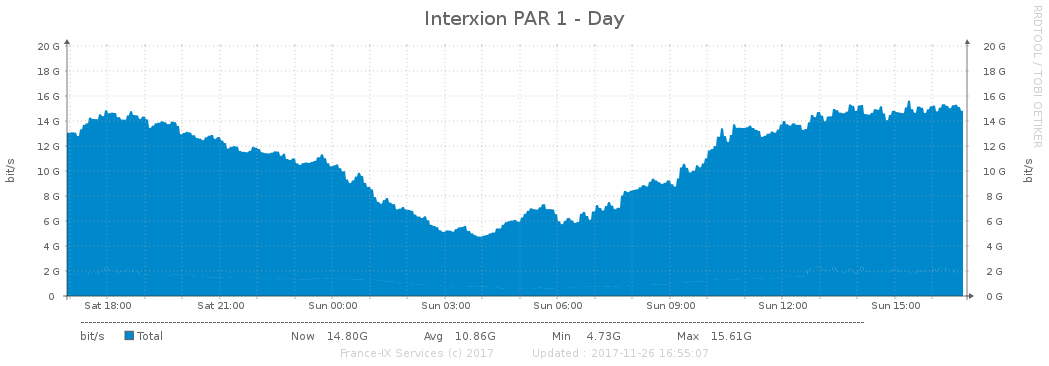 Interxion PAR 1 - Day
RRDTOOL / TOBI OETIKER
20 G 20 G
18 G 18 G
16 G 16 G
14 G 14 G
12 G 12 G
10 G 10 G
8 G 8 G
6 G 6 G
4 G 4 G
2 G 2 G
0 0 G
bit/s
bit/s
Sat 18:00 Sat 21:00 Sun 00:00 Sun 03:00 Sun 06:00 Sun 09:00 Sun 12:00 Sun 15:00
bit/s Total Now 14.80G Avg 10.86G Min 4.73G Max 15.61G
France-IX Services (c) 2017 Updated : 2017-11-26 16:55:07